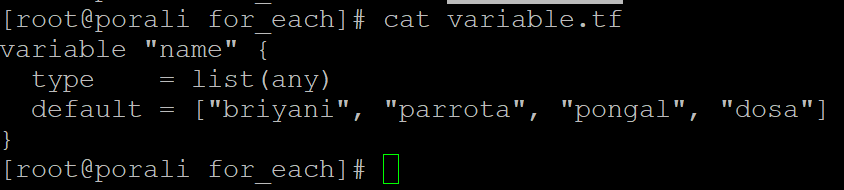 [root@porali for_each]# cat variable.tf
variable "name" {
  type    = list(any)
  default = ["briyani", "parrota", "pongal", "dosa"]
}
[root@porali for_each]#